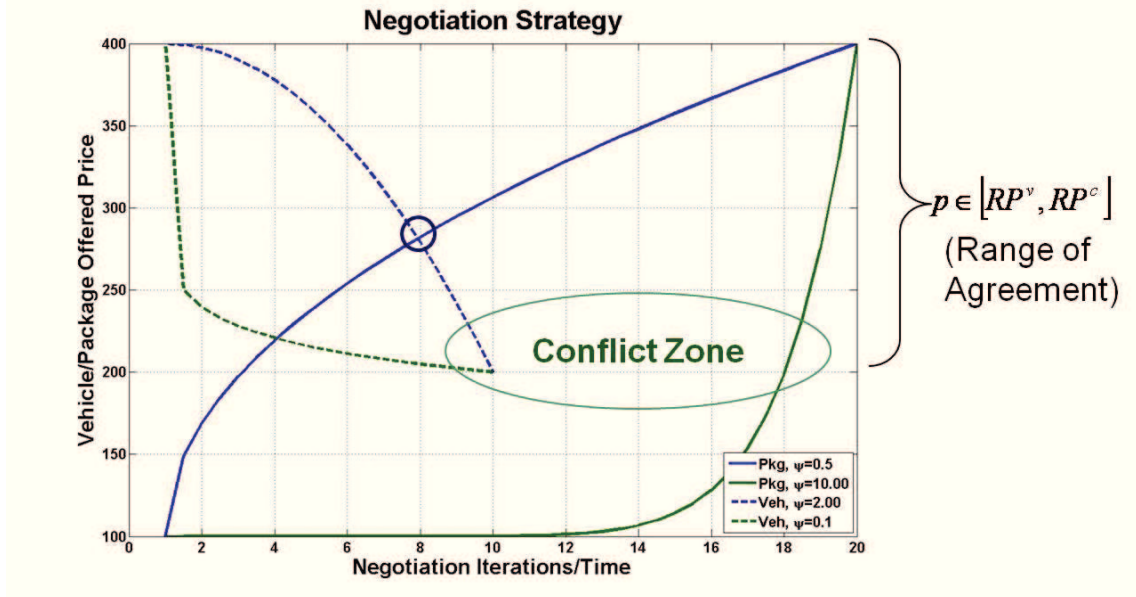 Negotiation Strategy
Vehicle/Package Offered Price
400
350
300
250
200
150
100
0 2 4 6 8 10 12 14 16 18 20
Negotiation Iterations/Time
Conflict Zone
Pkg, ψ=0.5
Pkg, ψ=10.00
Veh, ψ=2.00
Veh, ψ=0.1
p ∈ [RPᵛ, RPᶜ]
(Range of
Agreement)